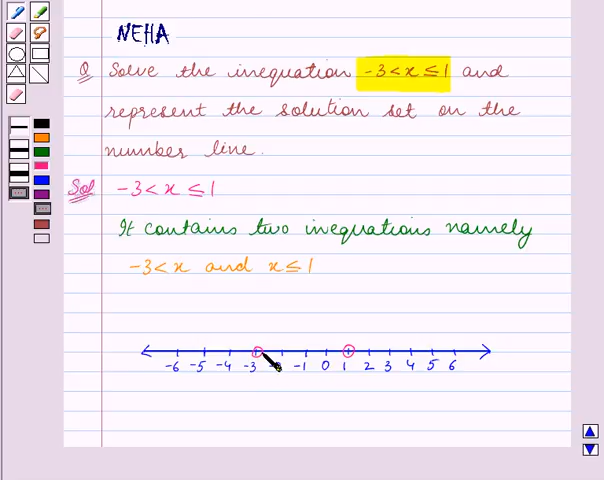 NEHA
Q Solve the inequation -3 < x ≤ 1 and
represent the solution set on the
number line.
Sol -3 < x ≤ 1
It contains two inequations namely
-3 < x and x ≤ 1
-6 -5 -4 -3 -1 0 1 2 3 4 5 6